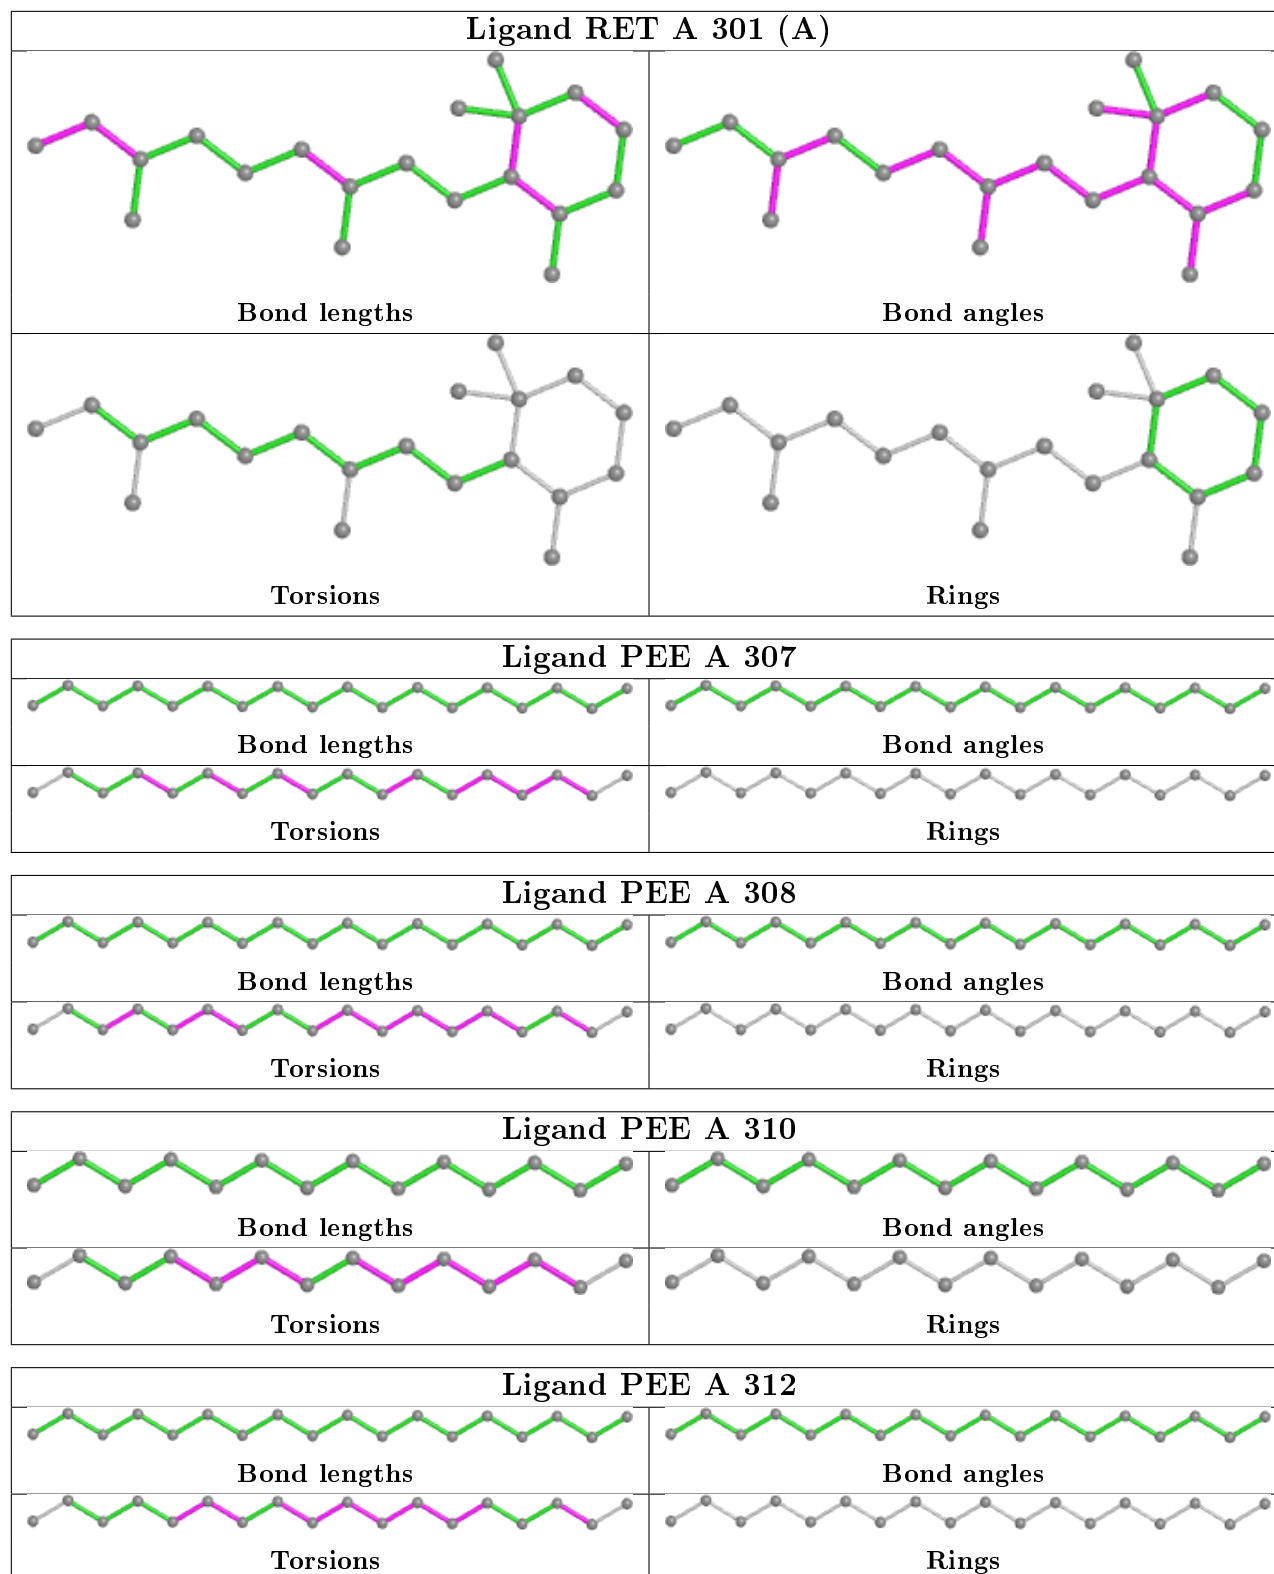 Ligand RET A 301 (A)
Bond lengths
Bond angles
Torsions
Rings
Ligand PEE A 307
Bond lengths
Bond angles
Torsions
Rings
Ligand PEE A 308
Bond lengths
Bond angles
Torsions
Rings
Ligand PEE A 310
Bond lengths
Bond angles
Torsions
Rings
Ligand PEE A 312
Bond lengths
Bond angles
Torsions
Rings